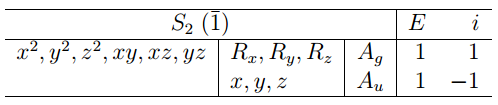 S₂ (1̄) E i
x², y², z², xy, xz, yz R_x, R_y, R_z A_g 1 1
x, y, z A_u 1 −1